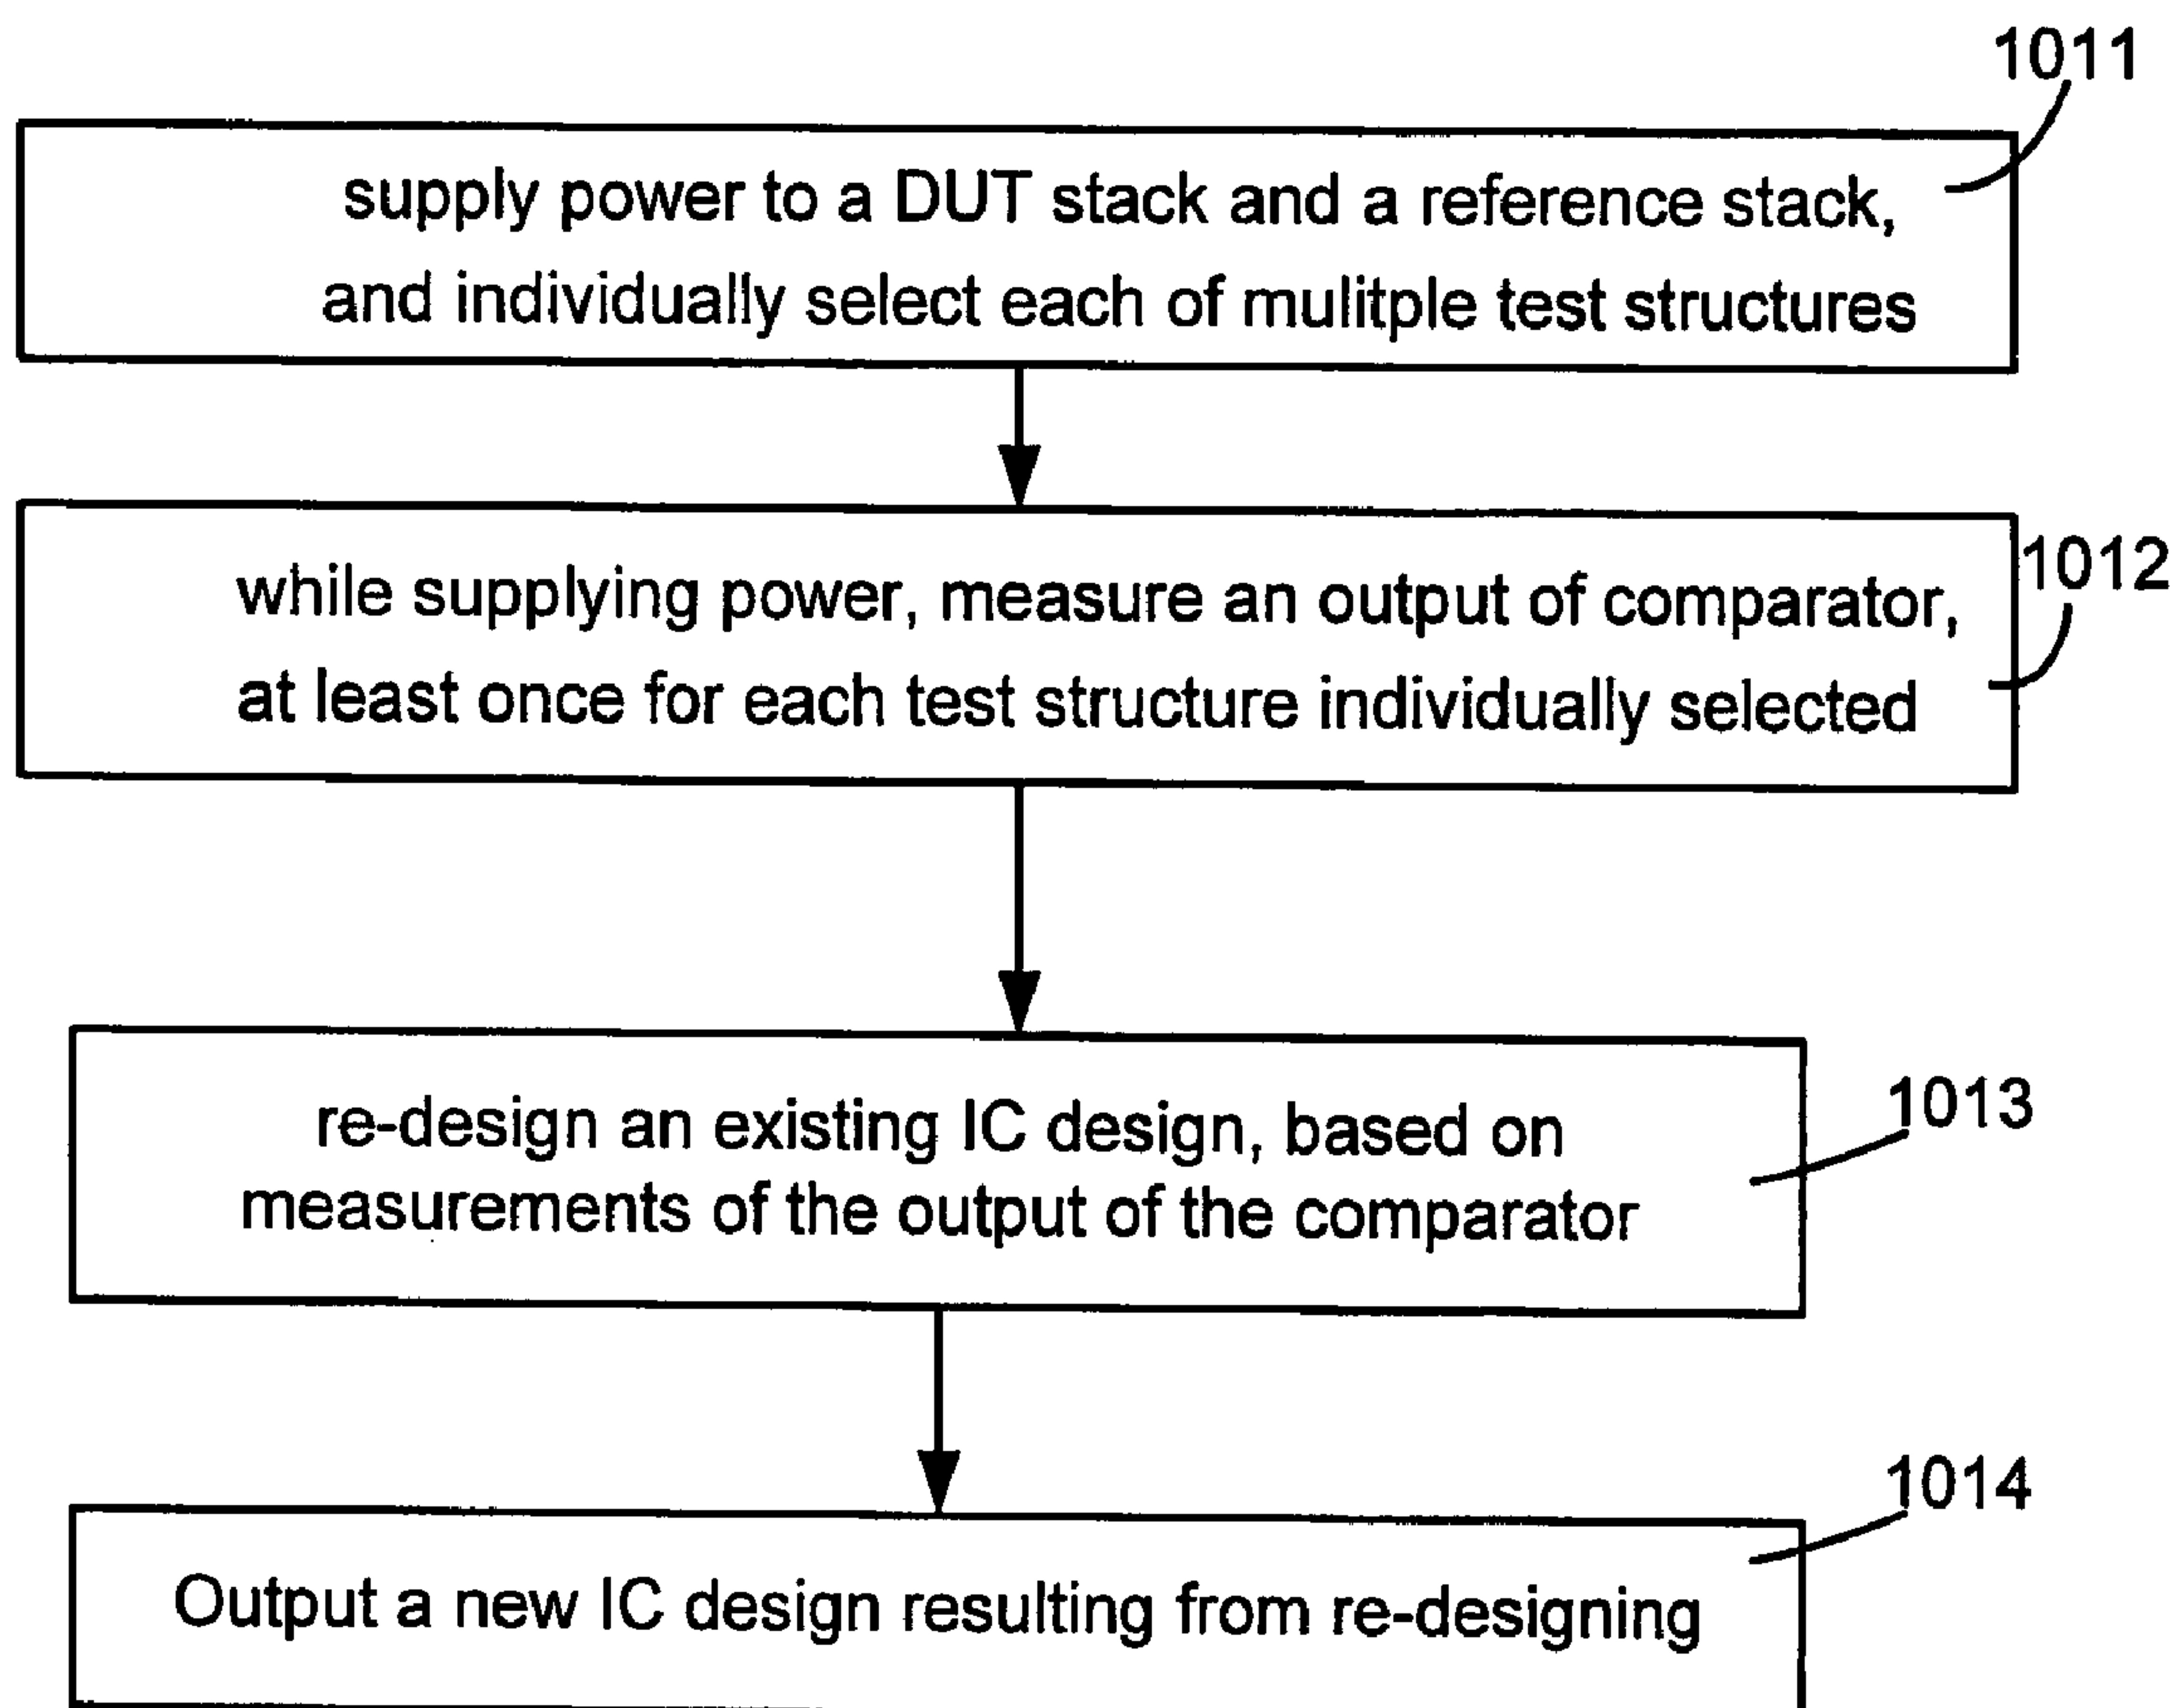 1011
supply power to a DUT stack and a reference stack,
and individually select each of mulitple test structures
while supplying power, measure an output of comparator,
at least once for each test structure individually selected
1012
re-design an existing IC design, based on
measurements of the output of the comparator
1013
1014
Output a new IC design resulting from re-designing